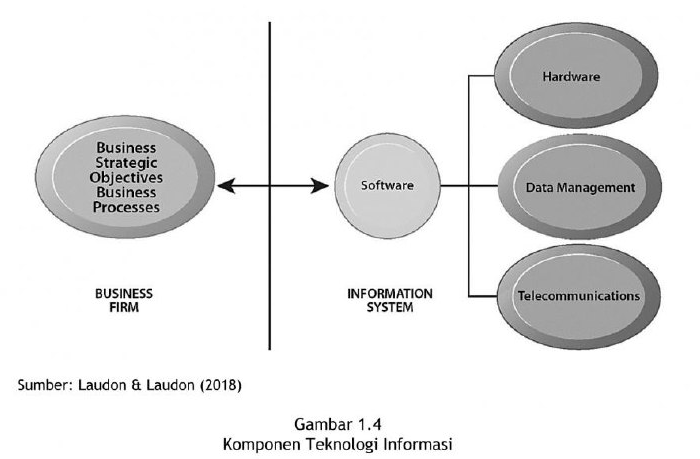 Business
Strategic
Objectives
Business
Processes
BUSINESS
FIRM
Software
INFORMATION
SYSTEM
Hardware
Data Management
Telecommunications
Sumber: Laudon & Laudon (2018)
Gambar 1.4
Komponen Teknologi Informasi